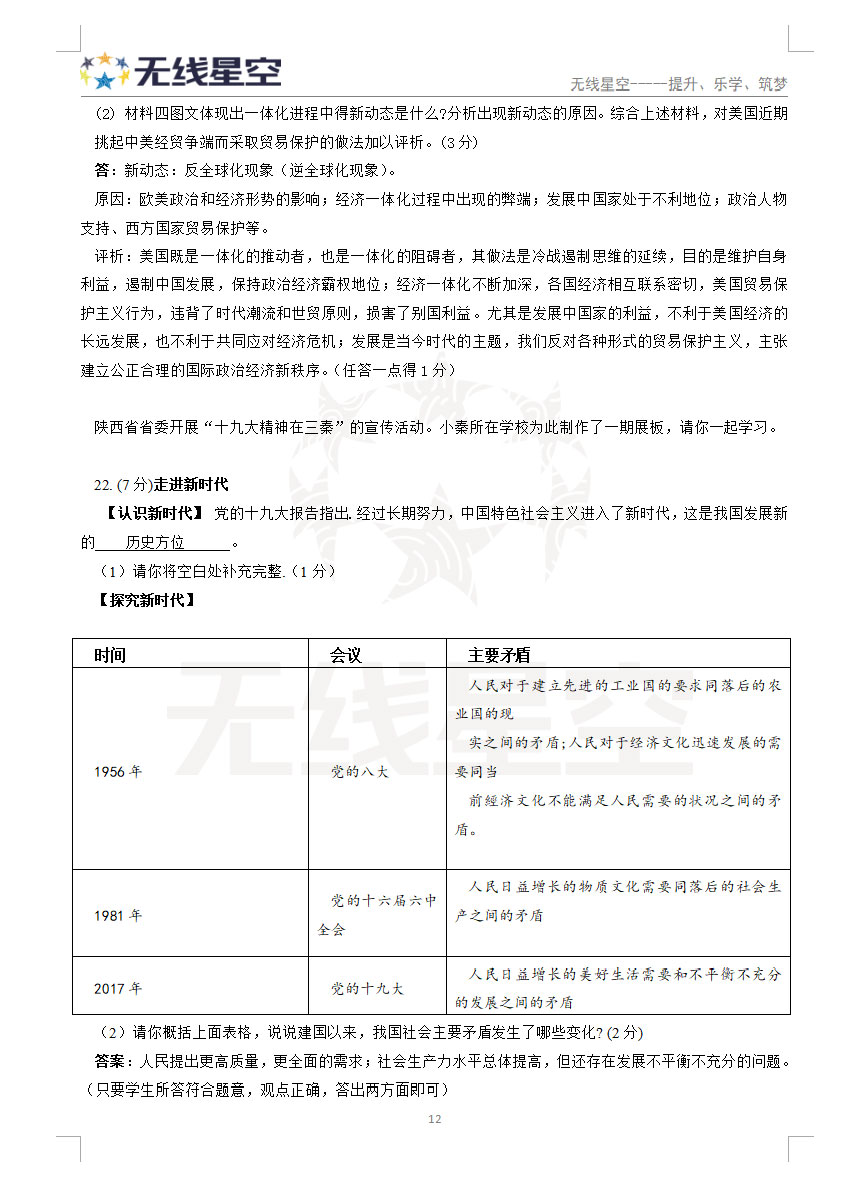 无线星空
无线星空----提升、乐学、筑梦
(2) 材料四图文体现出一体化进程中得新动态是什么?分析出现新动态的原因。综合上述材料，对美国近期
挑起中美经贸争端而采取贸易保护的做法加以评析。(3分)
答：新动态：反全球化现象（逆全球化现象）。
原因：欧美政治和经济形势的影响；经济一体化过程中出现的弊端；发展中国家处于不利地位；政治人物
支持、西方国家贸易保护等。
评析：美国既是一体化的推动者，也是一体化的阻碍者，其做法是冷战遏制思维的延续，目的是维护自身
利益，遏制中国发展，保持政治经济霸权地位；经济一体化不断加深，各国经济相互联系密切，美国贸易保
护主义行为，违背了时代潮流和世贸原则，损害了别国利益。尤其是发展中国家的利益，不利于美国经济的
长远发展，也不利于共同应对经济危机；发展是当今时代的主题，我们反对各种形式的贸易保护主义，主张
建立公正合理的国际政治经济新秩序。（任答一点得1分）
陕西省省委开展“十九大精神在三秦”的宣传活动。小秦所在学校为此制作了一期展板，请你一起学习。
22. (7分)走进新时代
【认识新时代】 党的十九大报告指出. 经过长期努力，中国特色社会主义进入了新时代，这是我国发展新
的 历史方位 。
（1）请你将空白处补充完整.（1分）
【探究新时代】
时间 会议 主要矛盾
人民对于建立先进的工业国的要求同落后的农
业国的现
实之间的矛盾;人民对于经济文化迅速发展的需
要同当
前經济文化不能满足人民需要的状况之间的矛
盾。
1956年 党的八大
人民日益增长的物质文化需要同落后的社会生
产之间的矛盾
1981年 党的十六届六中
全会
人民日益增长的美好生活需要和不平衡不充分
的发展之间的矛盾
2017年 党的十九大
（2）请你概括上面表格，说说建国以来，我国社会主要矛盾发生了哪些变化? (2分)
答案：人民提出更高质量，更全面的需求；社会生产力水平总体提高，但还存在发展不平衡不充分的问题。
（只要学生所答符合题意，观点正确，答出两方面即可）
12
无线星空